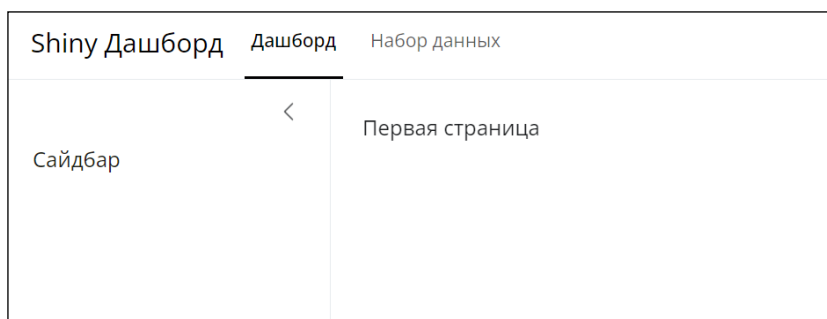 Shiny Дашборд Дашборд Набор данных
Первая страница
Сайдбар